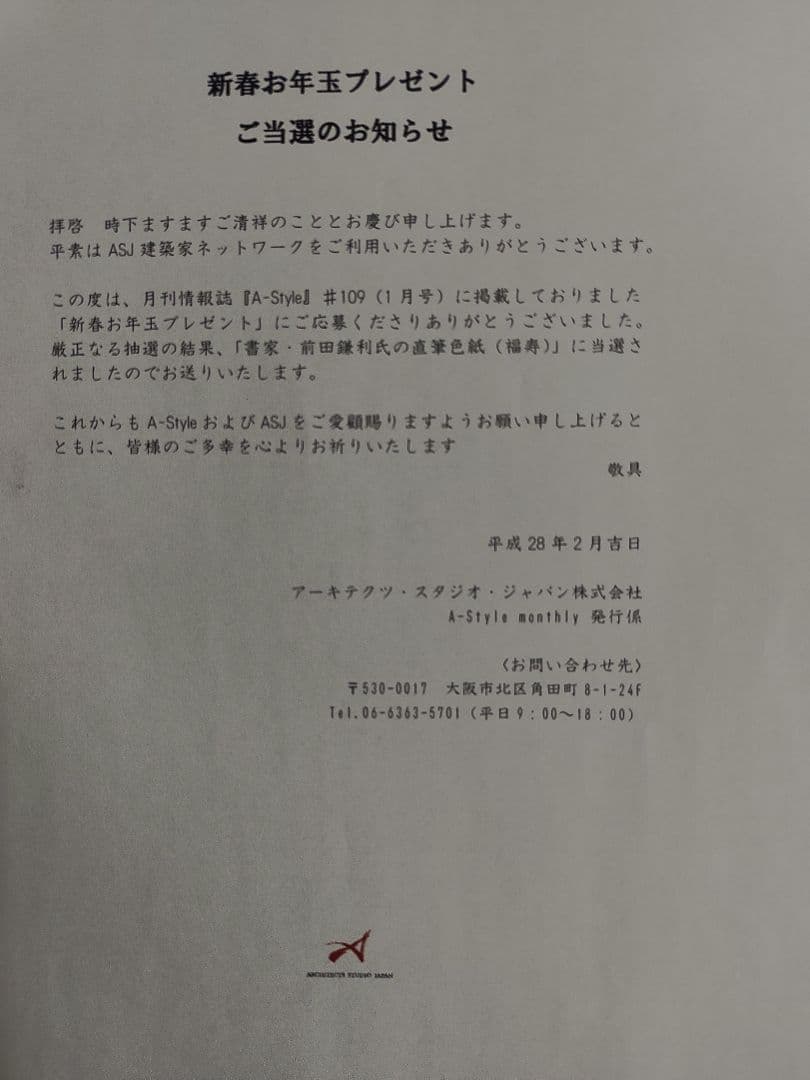 新春お年玉プレゼント
ご当選のお知らせ
拝啓　時下ますますご清祥のこととお慶び申し上げます。
平素は ASJ 建築家ネットワークをご利用いただきありがとうございます。
この度は、月刊情報誌『A-Style』♯109（1月号）に掲載しておりました
「新春お年玉プレゼント」にご応募くださりありがとうございました。
厳正なる抽選の結果、「書家・前田鎌利氏の直筆色紙（福寿）」に当選さ
れましたのでお送りいたします。
これからも A-Style および ASJ をご愛顧賜りますようお願い申し上げると
ともに、皆様のご多幸を心よりお祈りいたします
敬具
平成 28 年 2 月吉日
アーキテクツ・スタジオ・ジャパン株式会社
A-Style monthly 発行係
〈お問い合わせ先〉
〒530-0017　大阪市北区角田町 8-1-24F
Tel.06-6363-5701（平日 9：00～18：00）
ARCHITECTS STUDIO JAPAN